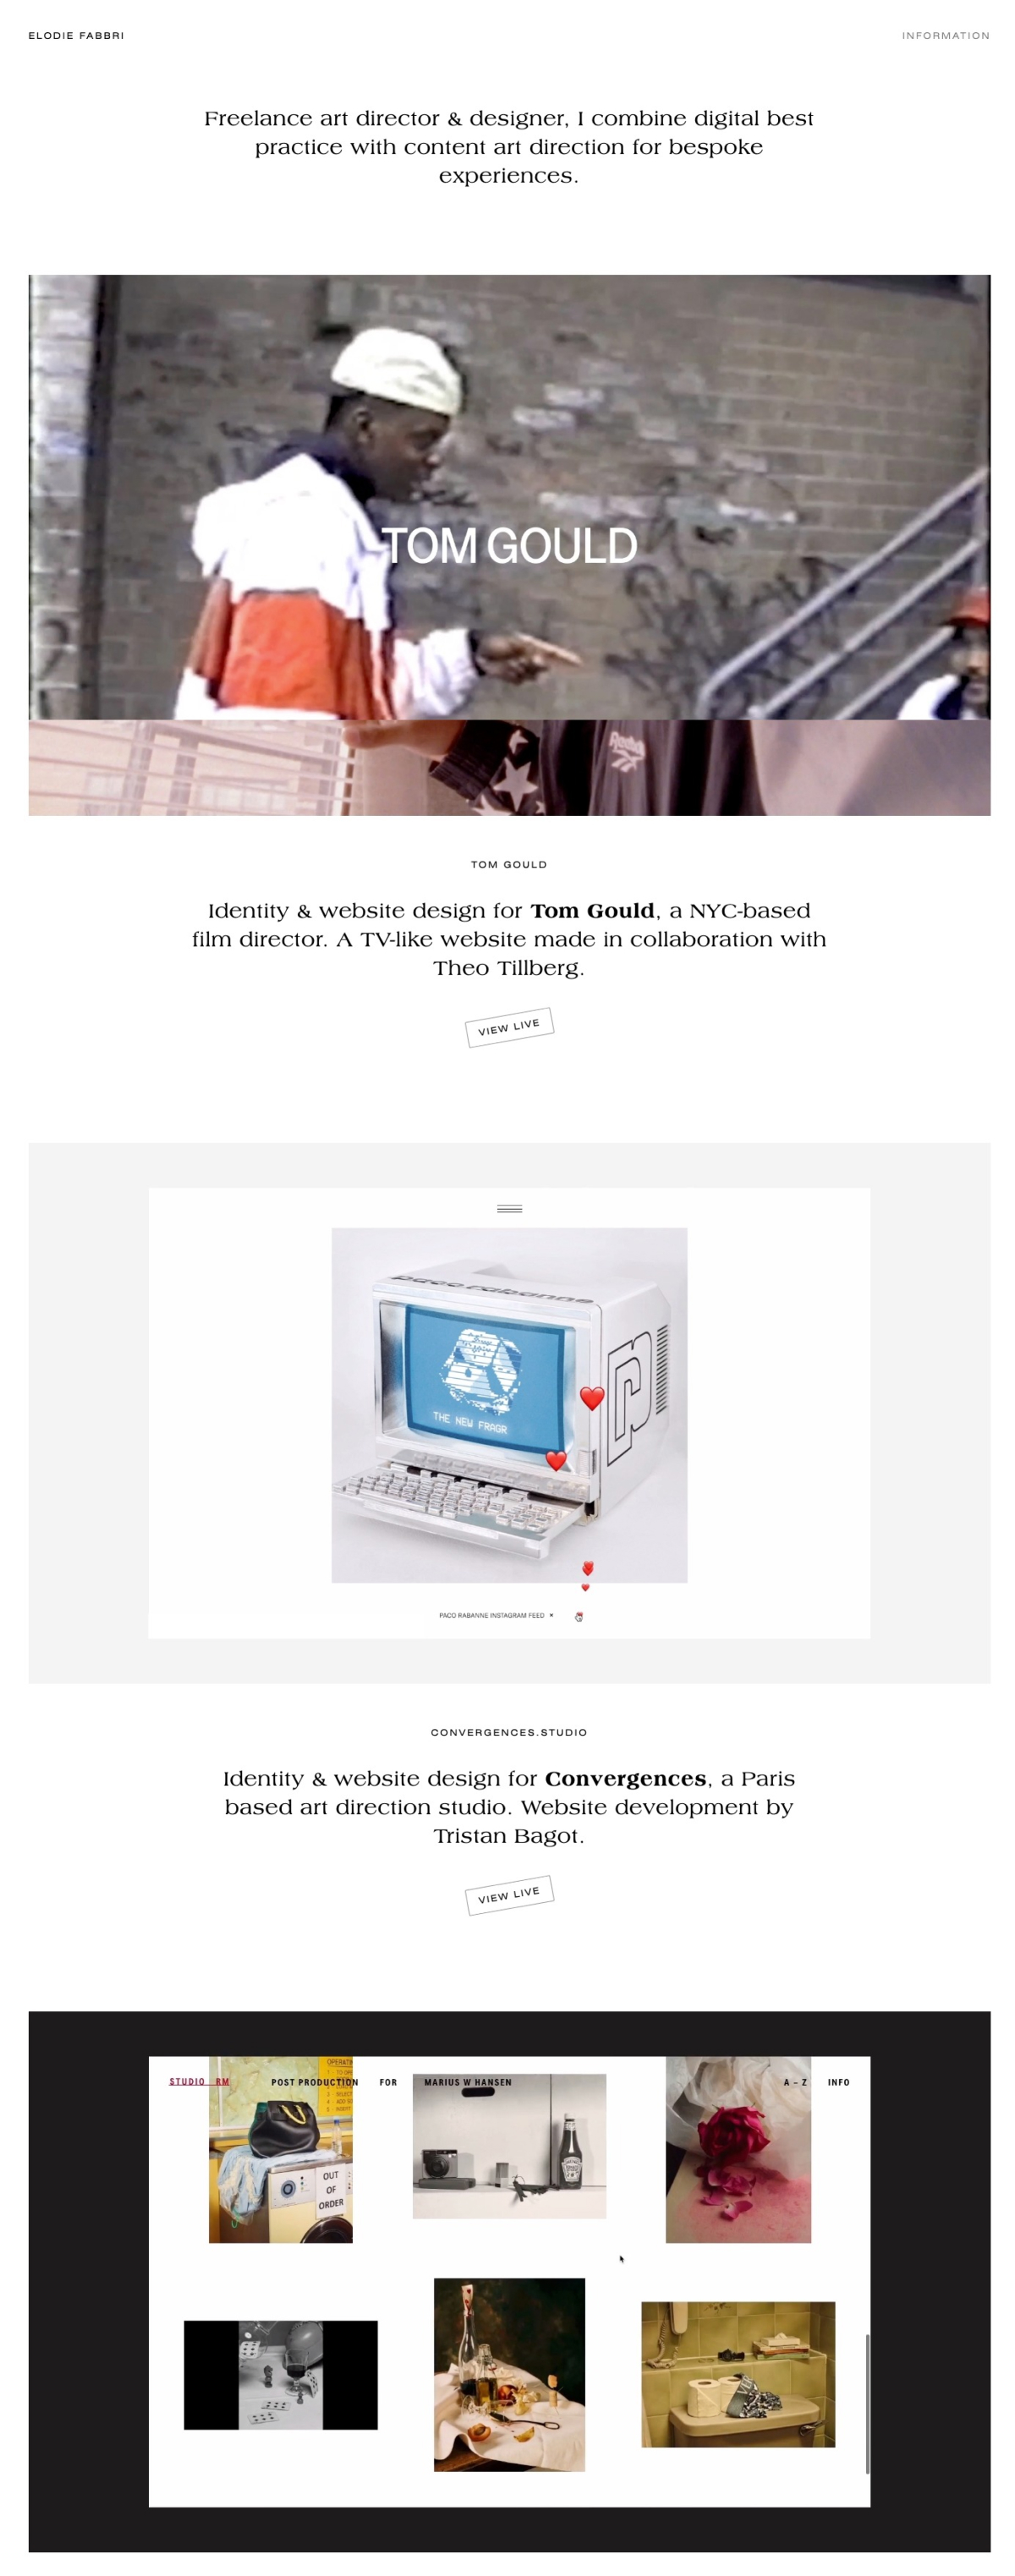 ELODIE FABBRI
INFORMATION
Freelance art director & designer, I combine digital best
practice with content art direction for bespoke
experiences.
TOM GOULD
Reebok
TOM GOULD
Identity & website design for Tom Gould, a NYC-based
film director. A TV-like website made in collaboration with
Theo Tillberg.
VIEW LIVE
paco rabanne
THE NEW FRAGR
PACO RABANNE INSTAGRAM FEED ×
CONVERGENCES.STUDIO
Identity & website design for Convergences, a Paris
based art direction studio. Website development by
Tristan Bagot.
VIEW LIVE
STUDIO RM
POST PRODUCTION FOR MARIUS W HANSEN
A – Z INFO
OUT
OF
ORDER